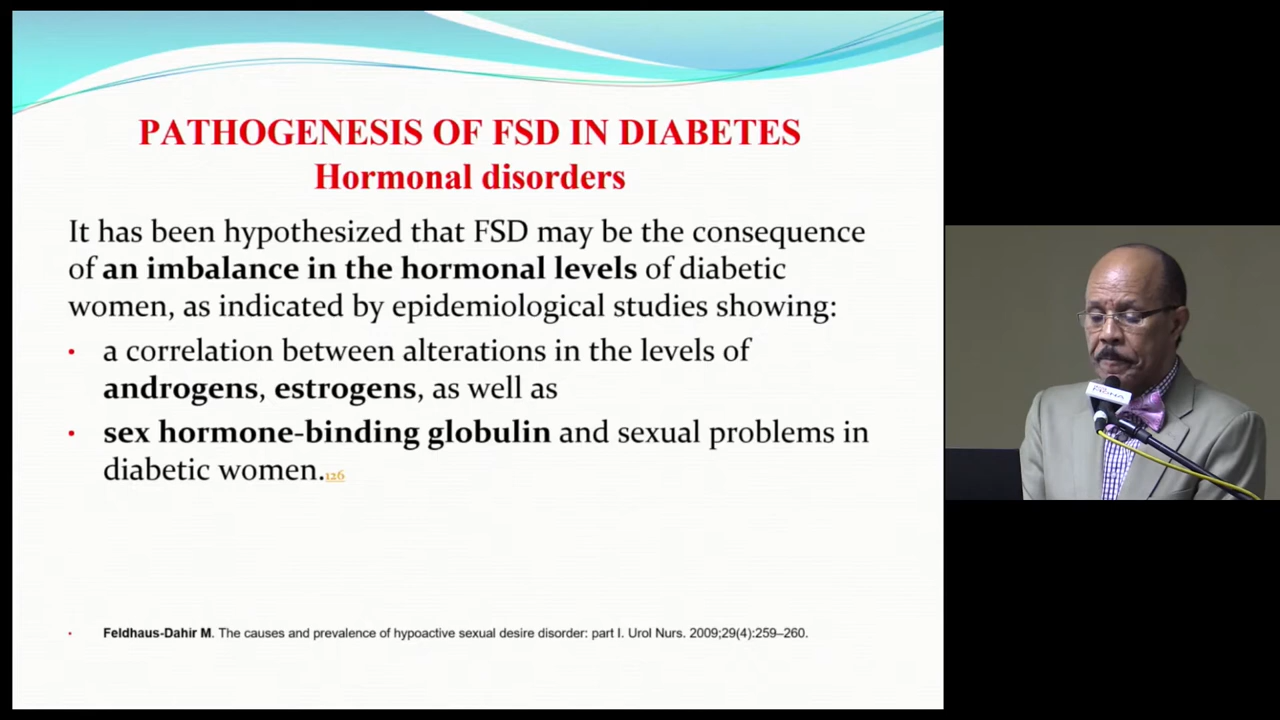 PATHOGENESIS OF FSD IN DIABETES
Hormonal disorders
It has been hypothesized that FSD may be the consequence
of an imbalance in the hormonal levels of diabetic
women, as indicated by epidemiological studies showing:
• a correlation between alterations in the levels of
androgens, estrogens, as well as
• sex hormone-binding globulin and sexual problems in
diabetic women.126
• Feldhaus-Dahir M. The causes and prevalence of hypoactive sexual desire disorder: part I. Urol Nurs. 2009;29(4):259–260.